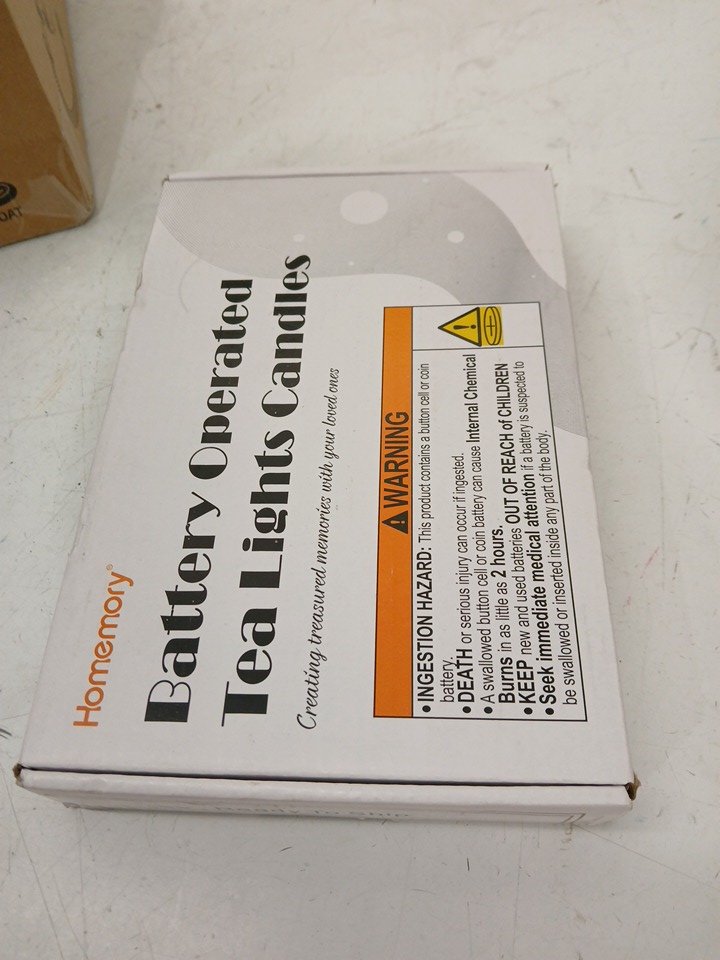 Homemory®
Battery Operated
Tea Lights Candles
Creating treasured memories with your loved ones
WARNING
• INGESTION HAZARD: This product contains a button cell or coin
battery.
• DEATH or serious injury can occur if ingested.
• A swallowed button cell or coin battery can cause Internal Chemical
Burns in as little as 2 hours.
• KEEP new and used batteries OUT OF REACH of CHILDREN
• Seek immediate medical attention if a battery is suspected to
be swallowed or inserted inside any part of the body.